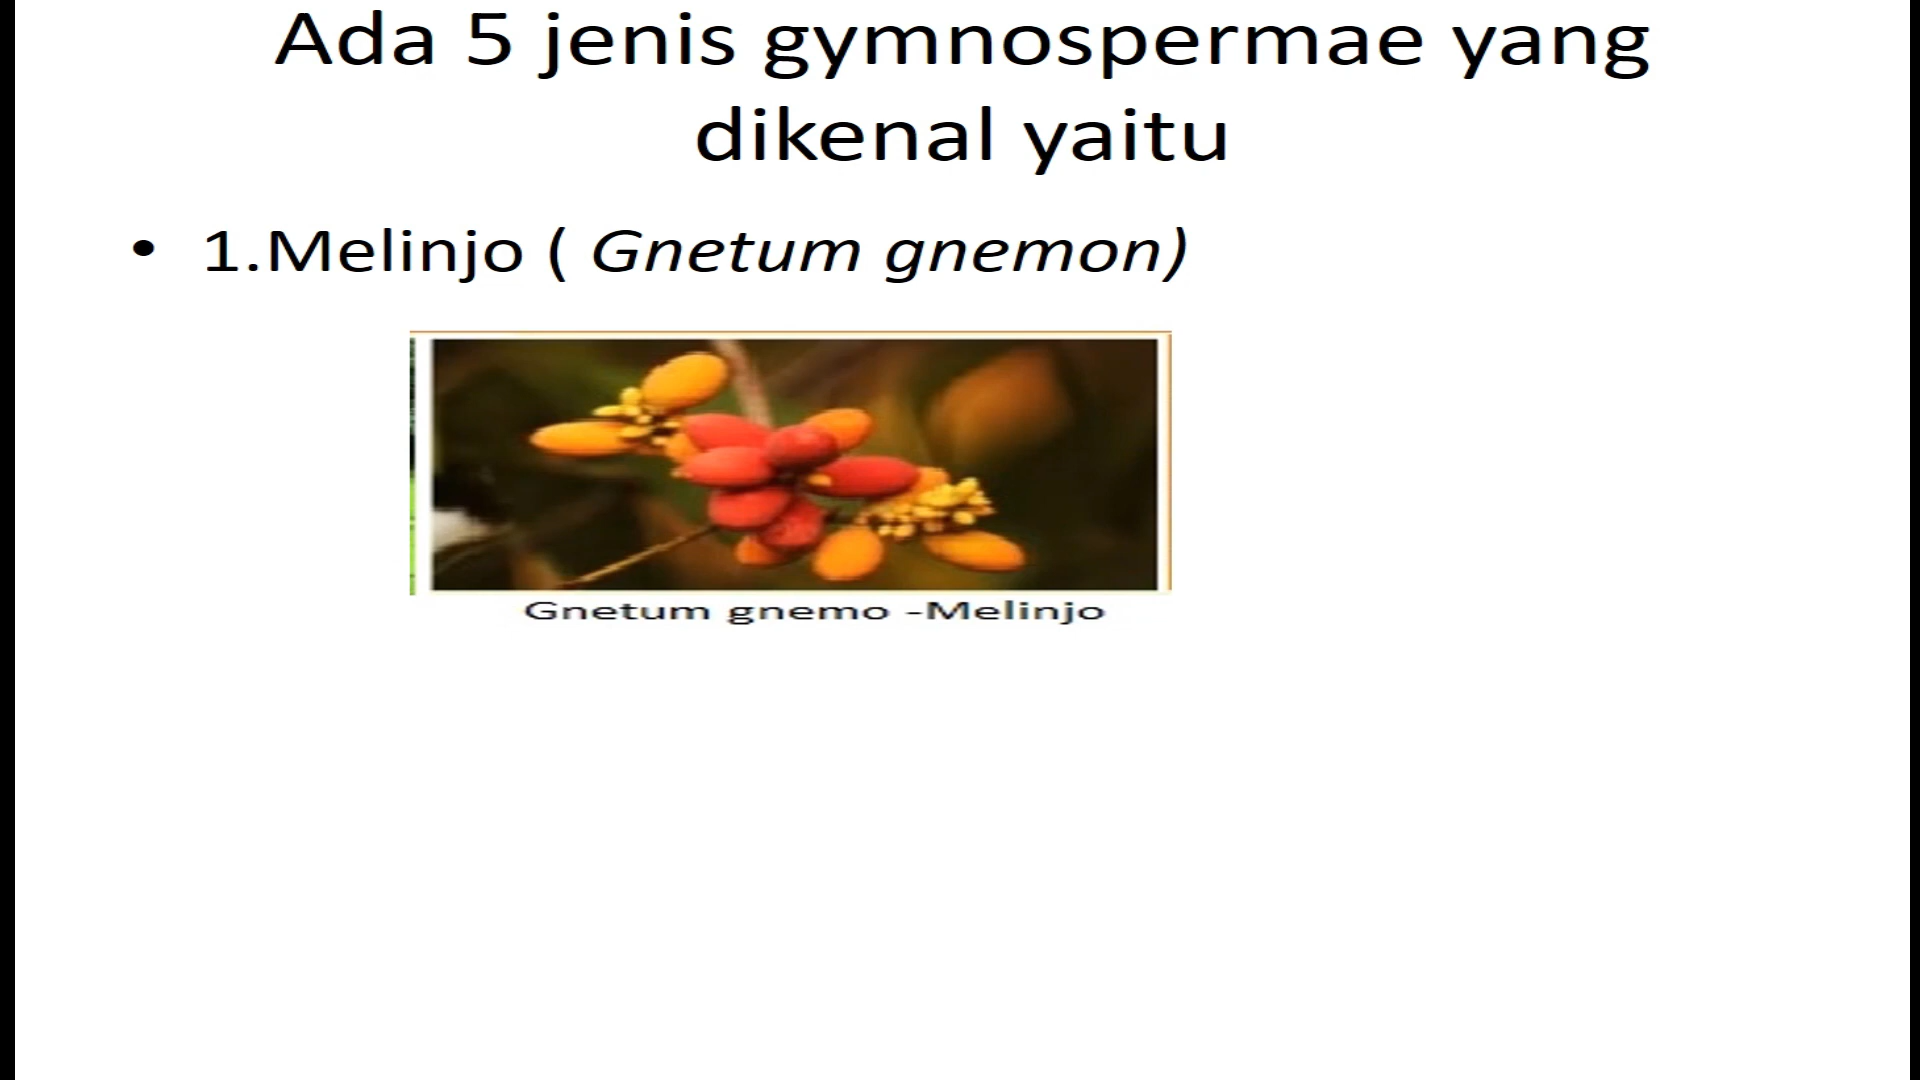 Ada 5 jenis gymnospermae yang
dikenal yaitu
• 1.Melinjo ( Gnetum gnemon)
Gnetum gnemo -Melinjo